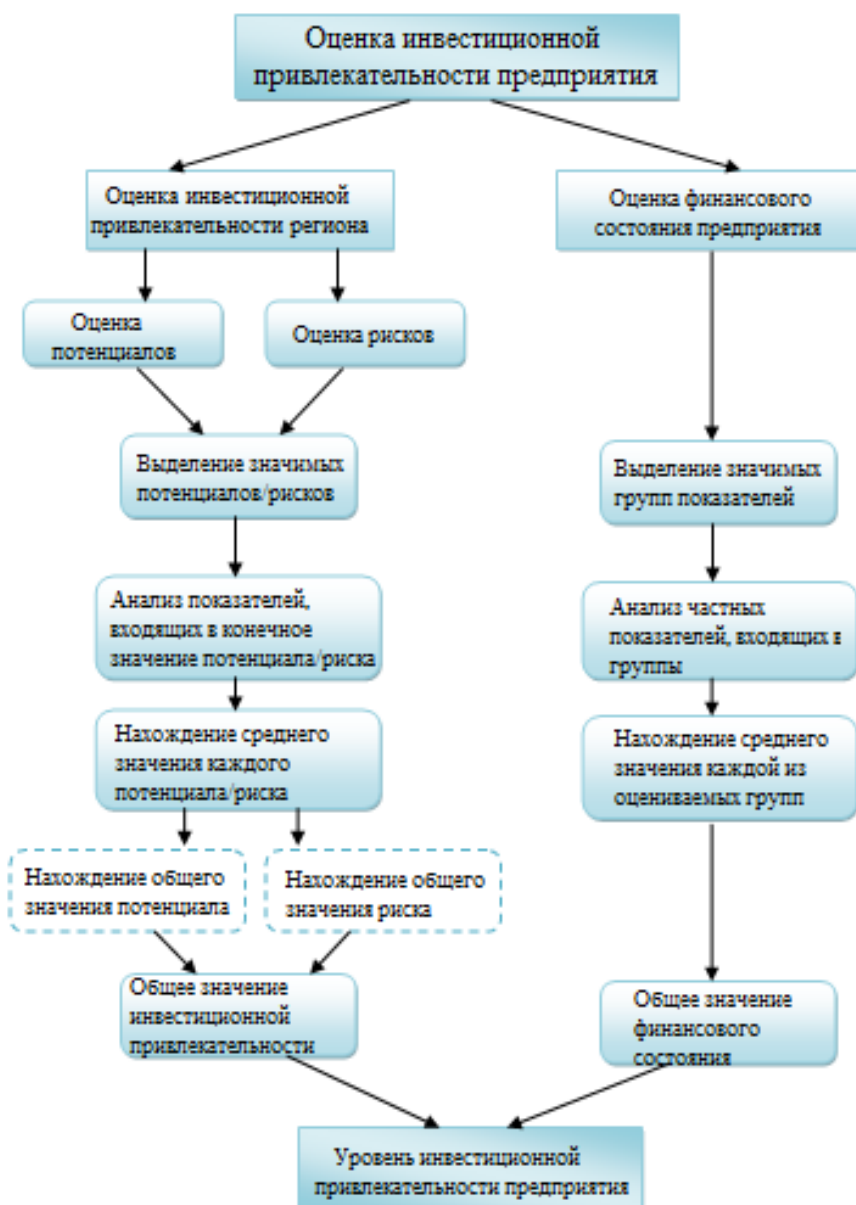 Оценка инвестиционной
привлекательности предприятия
Оценка инвестиционной
привлекательности региона
Оценка финансового
состояния предприятия
Оценка
потенциалов
Оценка рисков
Выделение значимых
потенциалов/рисков
Выделение значимых
групп показателей
Анализ показателей,
входящих в конечное
значение потенциала/риска
Анализ частных
показателей, входящих в
группы
Нахождение среднего
значения каждого
потенциала/риска
Нахождение среднего
значения каждой из
оцениваемых групп
Нахождение общего
значения потенциала
Нахождение общего
значения риска
Общее значение
инвестиционной
привлекательности
Общее значение
финансового
состояния
Уровень инвестиционной
привлекательности предприятия